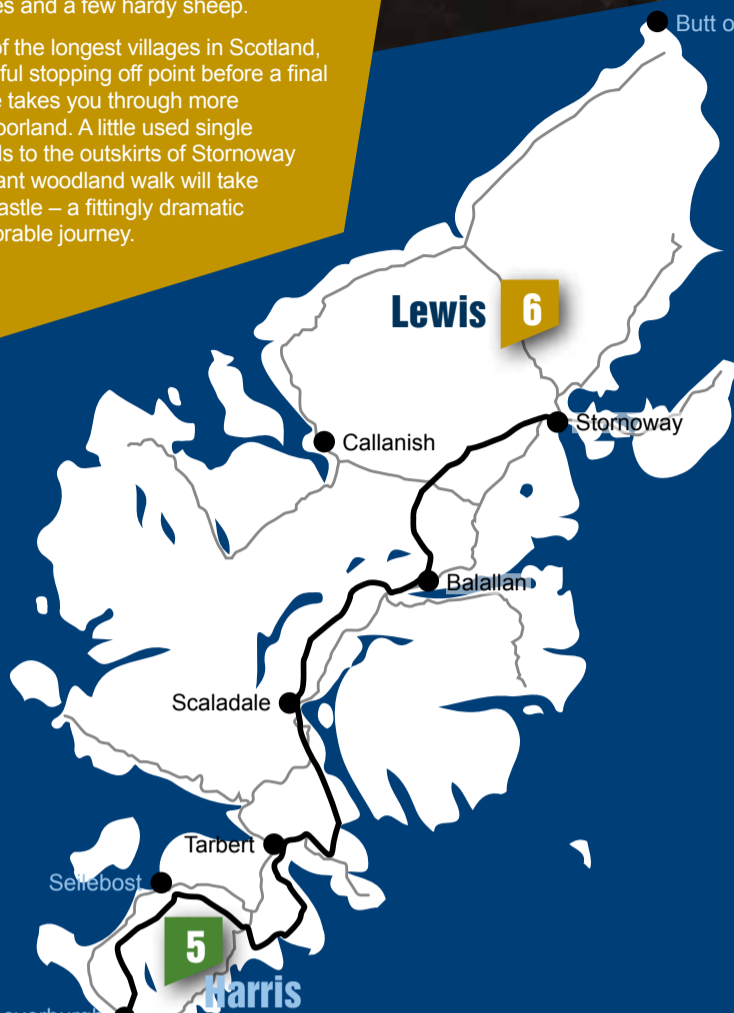 es and a few hardy sheep.
of the longest villages in Scotland,
ful stopping off point before a final
e takes you through more
oorland. A little used single
ls to the outskirts of Stornoway
ant woodland walk will take
astle – a fittingly dramatic
orable journey.
Butt o
Lewis 6
Stornoway
Callanish
Balallan
Scaladale
Tarbert
Seilebost
5
Harris